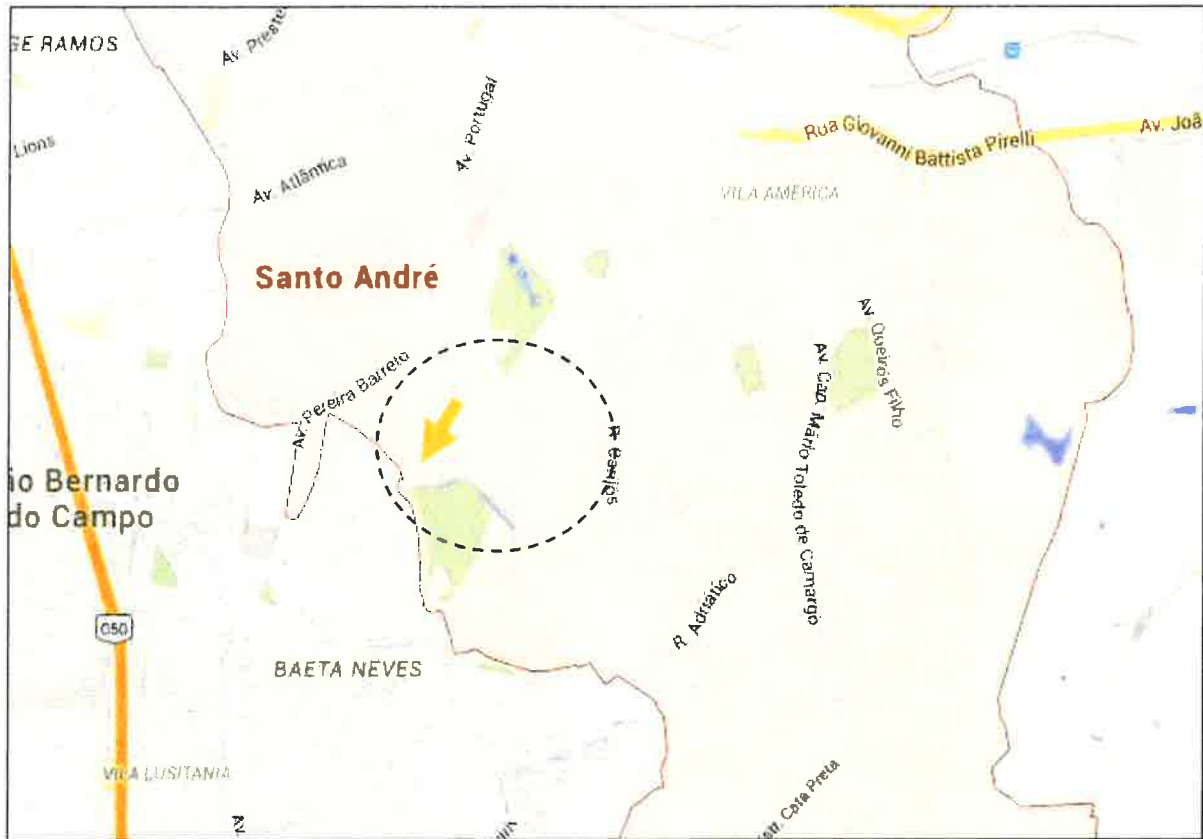 GE RAMOS
Av. Preste
Av. Portugal
Lions
Av. Atlântica
Rua Giovanni Battista Pirelli
Av. Joã
VILA AMÉRICA
Santo André
Av. Pereira Barreto
Av. Queirós Filho
Av. Cap. Mário Toledo de Camargo
R.
ão Bernardo
do Campo
R. Adriático
050
BAETA NEVES
VILA LUSITANIA
Av.
Cata Preta